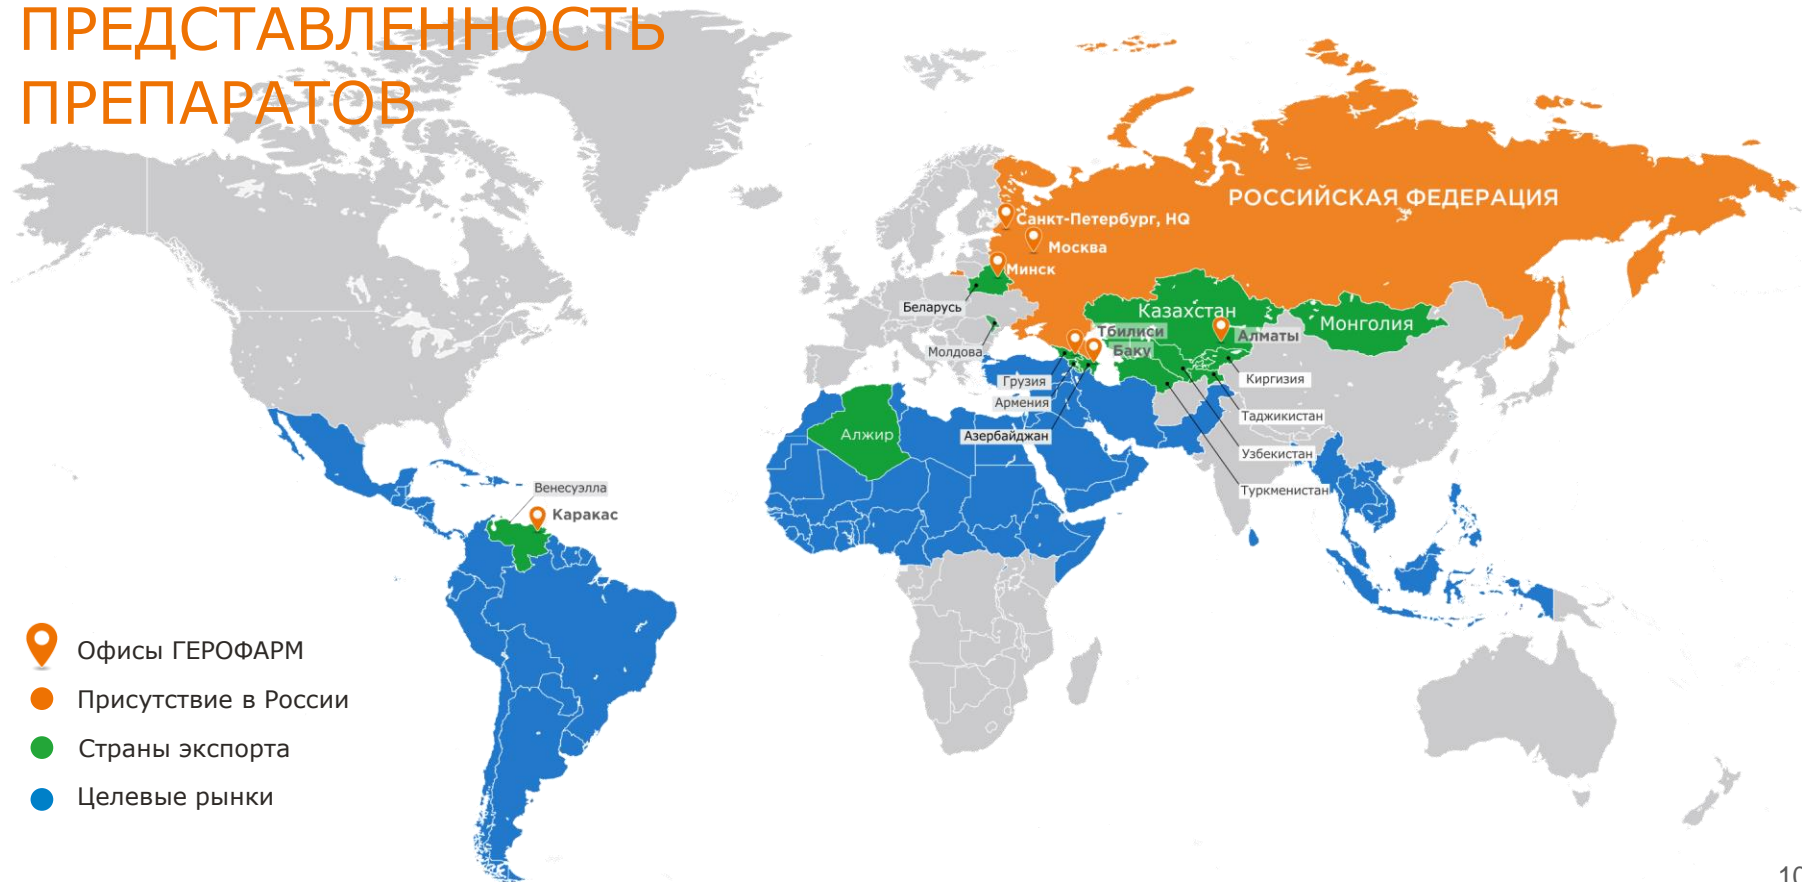 ПРЕДСТАВЛЕННОСТЬ
ПРЕПАРАТОВ
РОССИЙСКАЯ ФЕДЕРАЦИЯ
Санкт-Петербург, HQ
Москва
Минск
Беларусь
Казахстан
Монголия
Тбилиси
Алматы
Баку
Молдова
Грузия
Киргизия
Армения
Таджикистан
Алжир
Азербайджан
Узбекистан
Туркменистан
Венесуэлла
Каракас
Офисы ГЕРОФАРМ
Присутствие в России
Страны экспорта
Целевые рынки
10